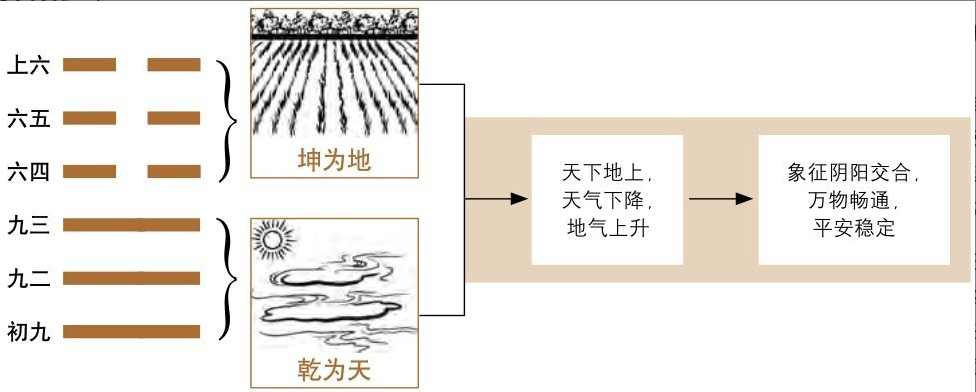 上六
六五
六四
九三
九二
初九
坤为地
乾为天
天下地上，
天气下降，
地气上升
象征阴阳交合，
万物畅通，
平安稳定